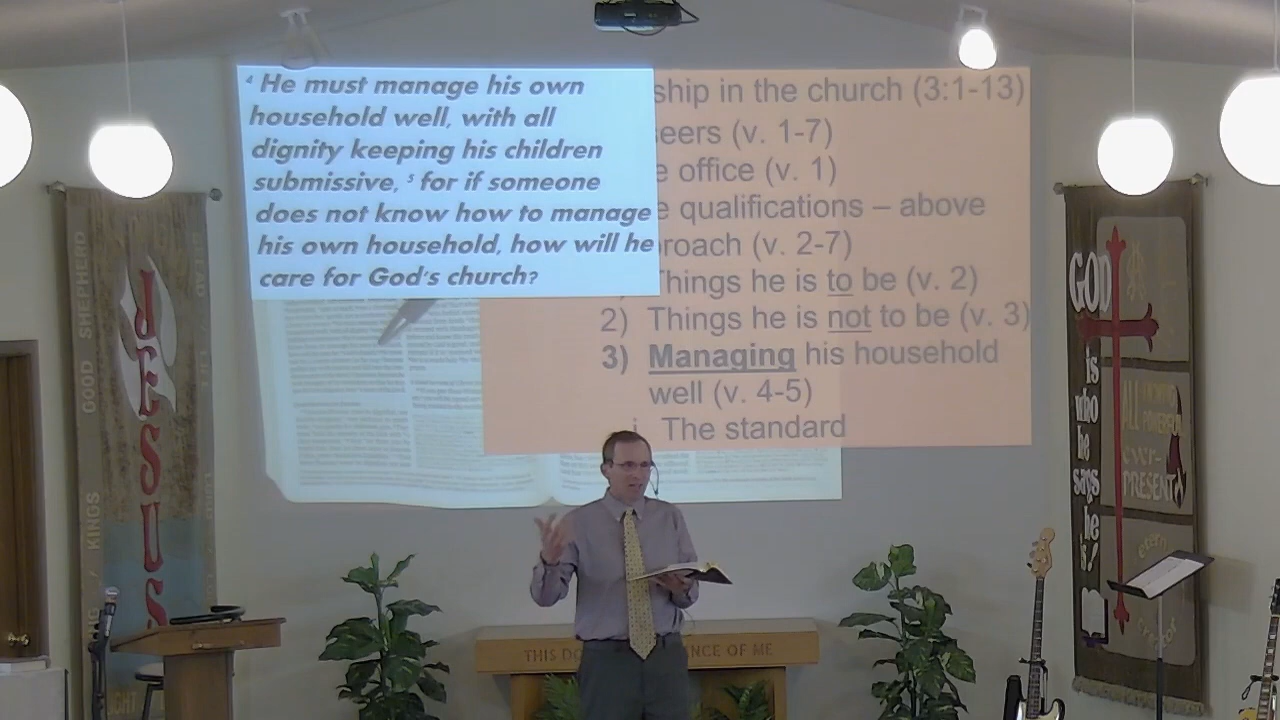 ⁴ He must manage his own
household well, with all
dignity keeping his children
submissive, ⁵ for if someone
does not know how to manage
his own household, how will he
care for God's church?
ship in the church (3:1-13)
eers (v. 1-7)
e office (v. 1)
e qualifications – above
roach (v. 2-7)
Things he is to be (v. 2)
2) Things he is not to be (v. 3)
3) Managing his household
well (v. 4-5)
i. The standard
GOOD SHEPHERD
KINGS
JESUS
GOD
is
who
he
says
he
is!
ALL
POWERFUL
EVER-
PRESENT
THIS DO
NCE OF ME